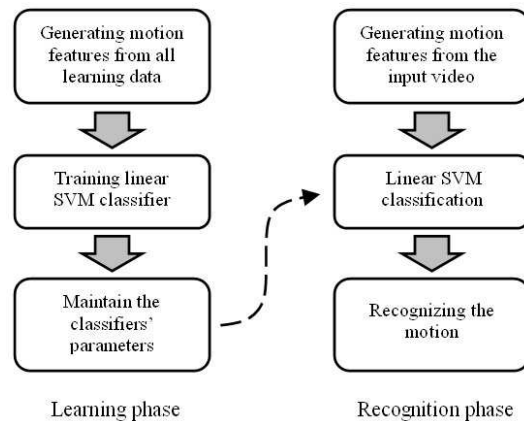 Generating motion
features from all
learning data
Training linear
SVM classifier
Maintain the
classifiers'
parameters
Learning phase
Generating motion
features from the
input video
Linear SVM
classification
Recognizing the
motion
Recognition phase